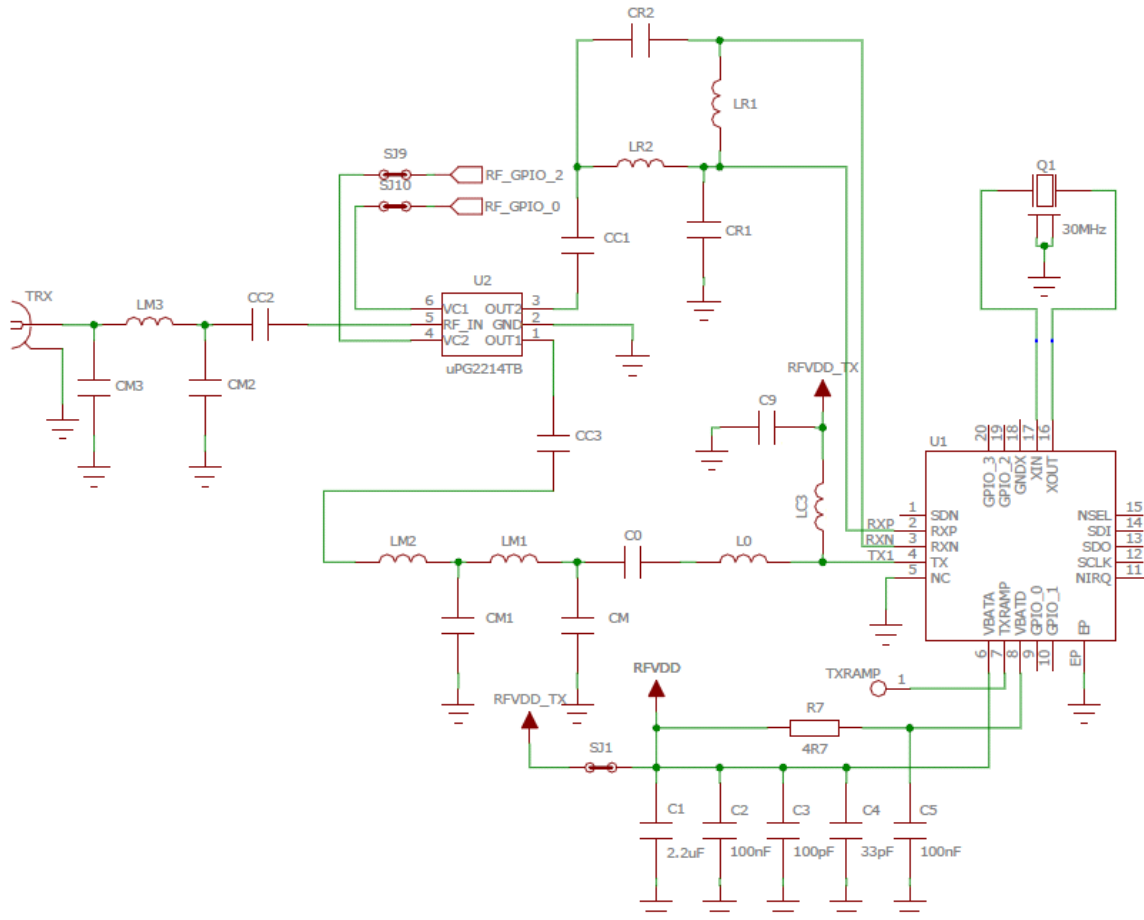 CR2
LR1
LR2
SJ9
RF_GPIO_2
SJ10
RF_GPIO_0
Q1
30MHz
CR1
CC1
U2
TRX
LM3
CC2
6 VC1 OUT2 3
5 RF_IN GND 2
4 VC2 OUT1 1
uPG2214TB
CM3
CM2
RFVDD_TX
C9
CC3
LC3
U1
20 19 18 17 16
GPIO_3 GPIO_2 GNDX XIN XOUT
1 SDN NSEL 15
RXP 2 RXP SDI 14
RXN 3 RXN SDO 13
TX1 4 TX SCLK 12
5 NC NIRQ 11
VBATA TXRAMP VBATD GPIO_0 GPIO_1 EP
6 7 8 9 10 EP
LM2
LM1
C0
L0
CM1
CM
TXRAMP 1
RFVDD
RFVDD_TX
R7
4R7
SJ1
C1
2.2uF
C2
100nF
C3
100pF
C4
33pF
C5
100nF